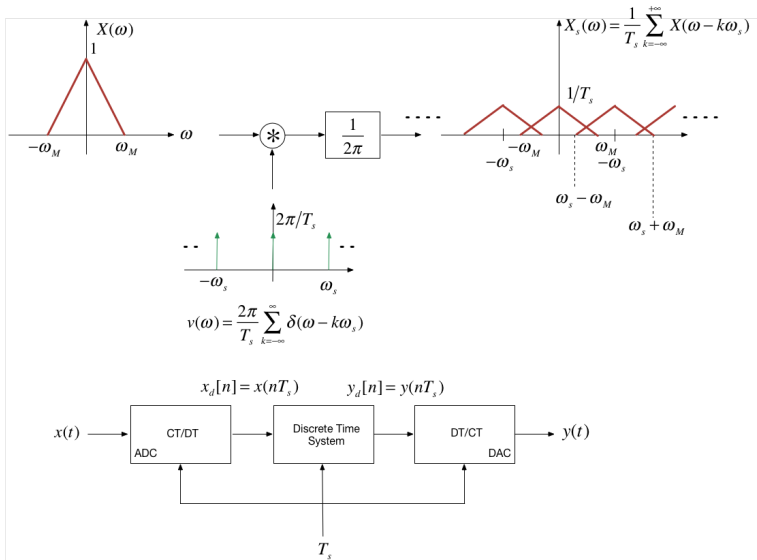 X(ω)
1
−ω_M
ω_M
ω
*
1/2π
2π/T_s
−ω_s
ω_s
v(ω) = 2π/T_s ∑_{k=−∞}^{∞} δ(ω − kω_s)
X_s(ω) = 1/T_s ∑_{k=−∞}^{+∞} X(ω − kω_s)
1/T_s
−ω_s
−ω_M
ω_M
−ω_s
ω_s − ω_M
ω_s + ω_M
x_d[n] = x(nT_s)
y_d[n] = y(nT_s)
x(t)
CT/DT
ADC
Discrete Time
System
DT/CT
DAC
y(t)
T_s